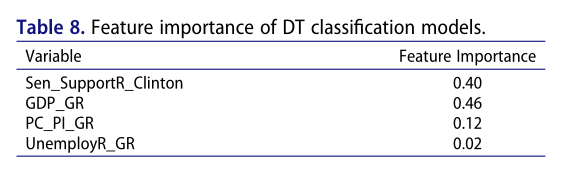 Table 8. Feature importance of DT classification models.
Variable Feature Importance
Sen_SupportR_Clinton 0.40
GDP_GR 0.46
PC_PI_GR 0.12
UnemployR_GR 0.02